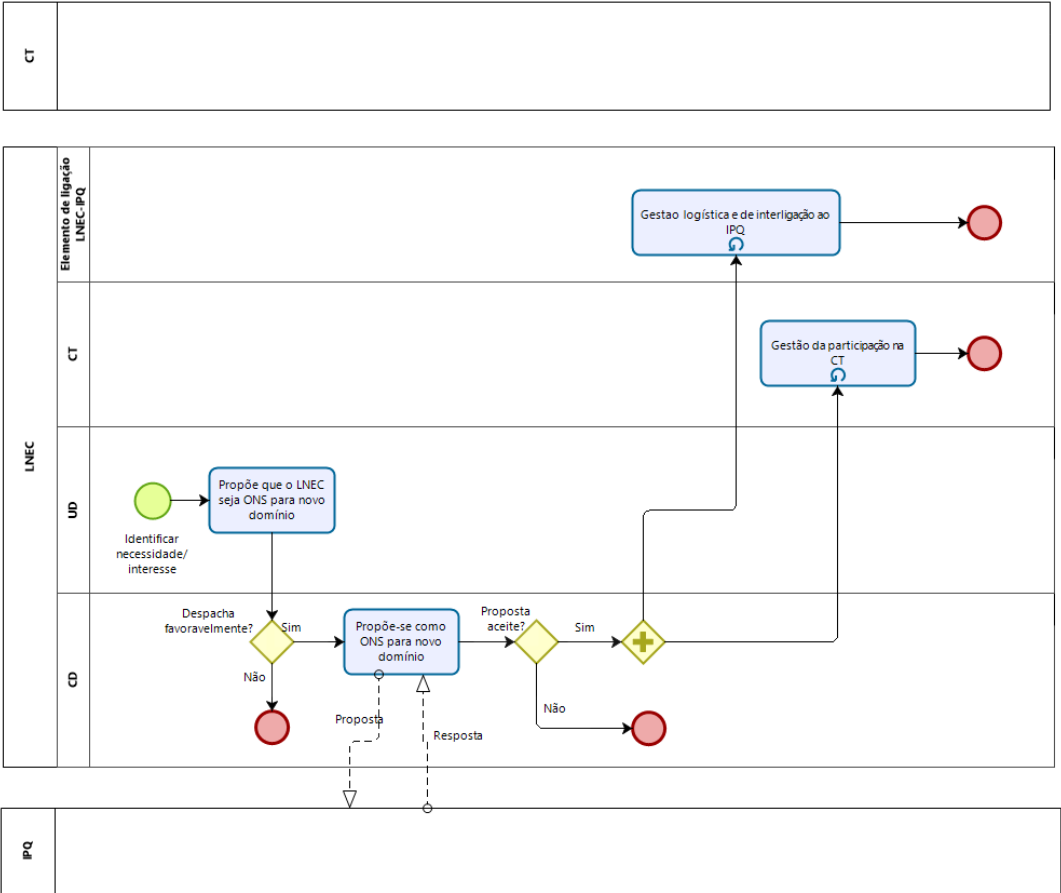 CT
LNEC
Elemento de ligação
LNEC-IPQ
Gestao logística e de interligação ao
IPQ
CT
Gestão da participação na
CT
UD
Identificar
necessidade/
interesse
Propõe que o LNEC
seja ONS para novo
domínio
CD
Despacha
favoravelmente?
Sim
Não
Propõe-se como
ONS para novo
domínio
Proposta
aceite?
Sim
Não
Proposta
Resposta
IPQ